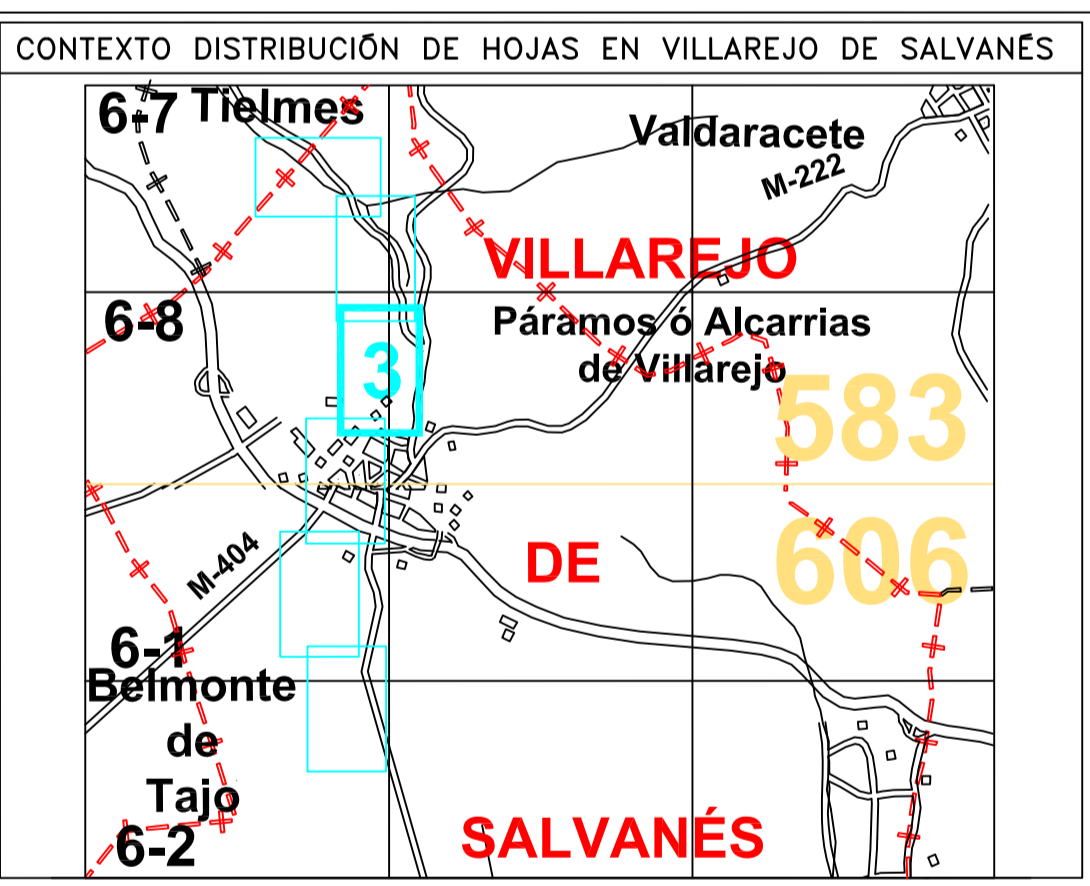 CONTEXTO DISTRIBUCIÓN DE HOJAS EN VILLAREJO DE SALVANÉS
6-7
Tielmes
Valdaracete
M-222
VILLAREJO
6-8
Páramos ó Alcarrias
de Villarejo
3
583
606
DE
M-404
6-1
Belmonte
de
Tajo
6-2
SALVANÉS